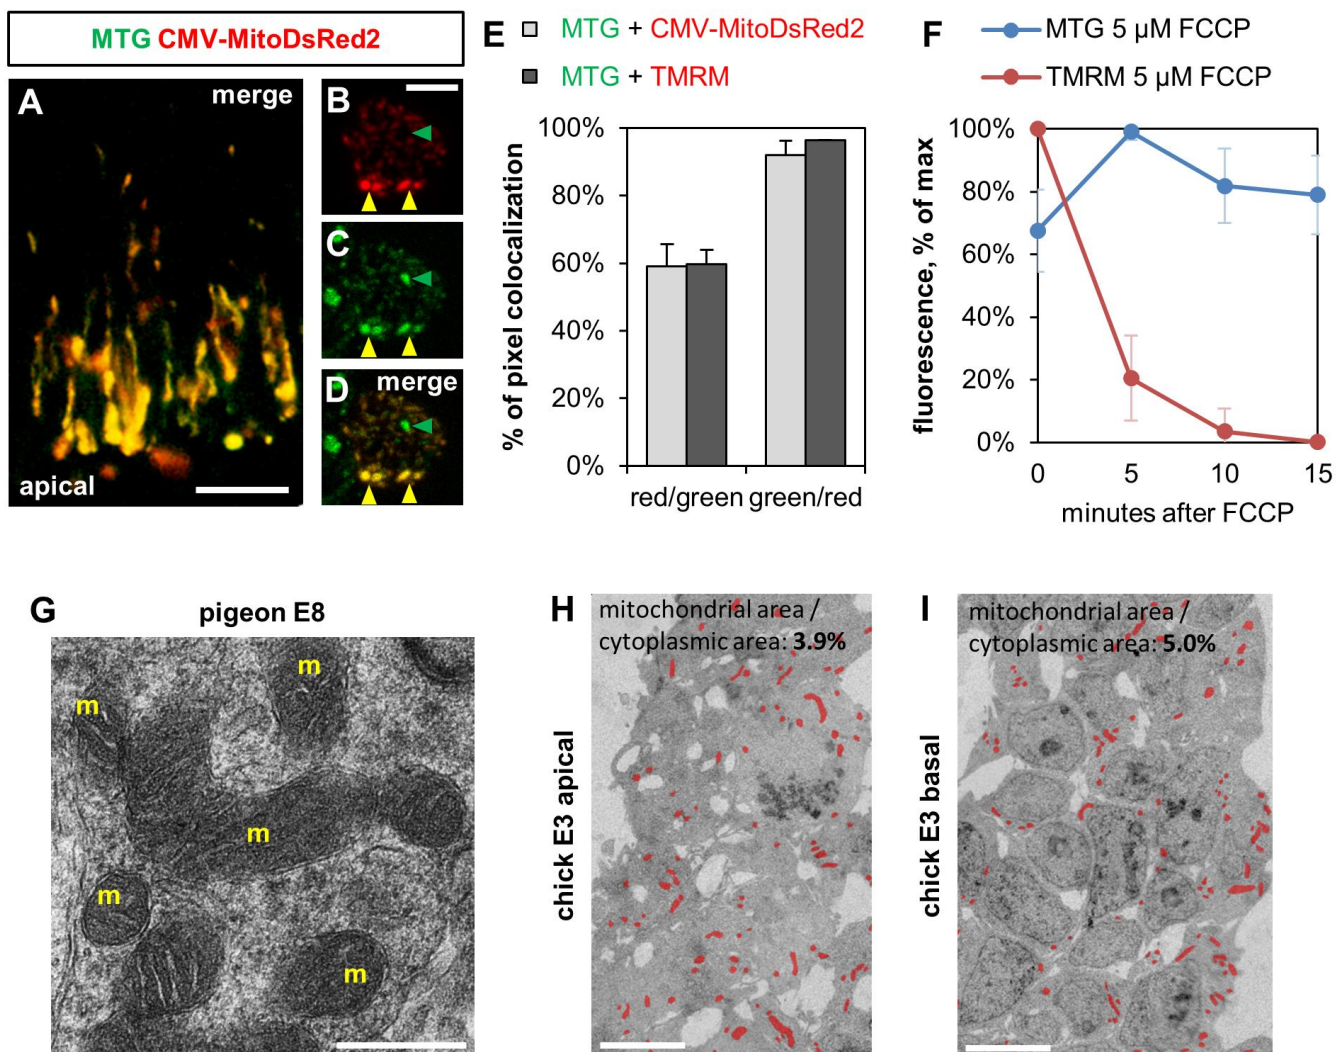 MTG CMV-MitoDsRed2
A
merge
apical
B
C
D
merge
E
MTG + CMV-MitoDsRed2
MTG + TMRM
% of pixel colocalization
100%
80%
60%
40%
20%
0%
red/green green/red
F
MTG 5 µM FCCP
TMRM 5 µM FCCP
fluorescence, % of max
100%
80%
60%
40%
20%
0%
0 5 10 15
minutes after FCCP
G
pigeon E8
m
m
m
m
m
H
mitochondrial area /
cytoplasmic area: 3.9%
chick E3 apical
I
mitochondrial area /
cytoplasmic area: 5.0%
chick E3 basal